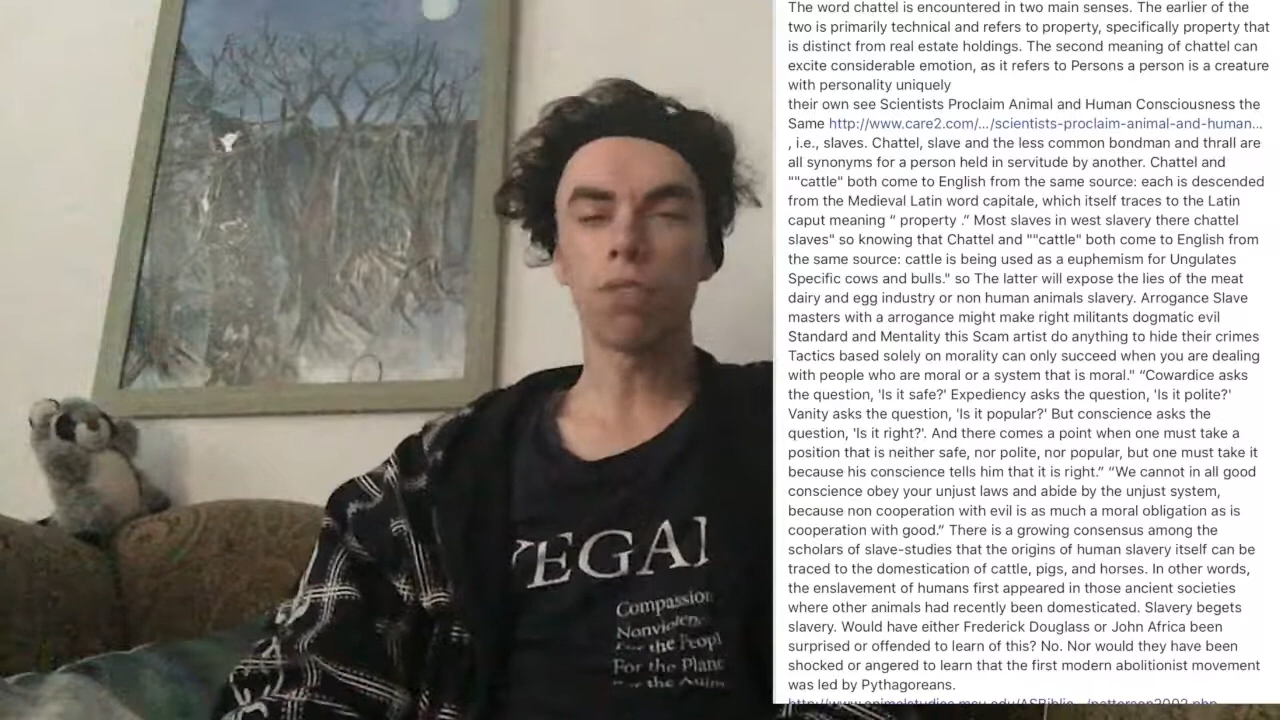 The word chattel is encountered in two main senses. The earlier of the
two is primarily technical and refers to property, specifically property that
is distinct from real estate holdings. The second meaning of chattel can
excite considerable emotion, as it refers to Persons a person is a creature
with personality uniquely
their own see Scientists Proclaim Animal and Human Consciousness the
Same http://www.care2.com/.../scientists-proclaim-animal-and-human...
, i.e., slaves. Chattel, slave and the less common bondman and thrall are
all synonyms for a person held in servitude by another. Chattel and
""cattle" both come to English from the same source: each is descended
from the Medieval Latin word capitale, which itself traces to the Latin
caput meaning “ property .” Most slaves in west slavery there chattel
slaves" so knowing that Chattel and ""cattle" both come to English from
the same source: cattle is being used as a euphemism for Ungulates
Specific cows and bulls." so The latter will expose the lies of the meat
dairy and egg industry or non human animals slavery. Arrogance Slave
masters with a arrogance might make right militants dogmatic evil
Standard and Mentality this Scam artist do anything to hide their crimes
Tactics based solely on morality can only succeed when you are dealing
with people who are moral or a system that is moral." “Cowardice asks
the question, 'Is it safe?' Expediency asks the question, 'Is it polite?'
Vanity asks the question, 'Is it popular?' But conscience asks the
question, 'Is it right?'. And there comes a point when one must take a
position that is neither safe, nor polite, nor popular, but one must take it
because his conscience tells him that it is right.” “We cannot in all good
conscience obey your unjust laws and abide by the unjust system,
because non cooperation with evil is as much a moral obligation as is
cooperation with good.” There is a growing consensus among the
scholars of slave-studies that the origins of human slavery itself can be
traced to the domestication of cattle, pigs, and horses. In other words,
the enslavement of humans first appeared in those ancient societies
where other animals had recently been domesticated. Slavery begets
slavery. Would have either Frederick Douglass or John Africa been
surprised or offended to learn of this? No. Nor would they have been
shocked or angered to learn that the first modern abolitionist movement
was led by Pythagoreans.
VEGAN
Compassion
Nonviolen
For the Peopl
For the Plane
For the Anim